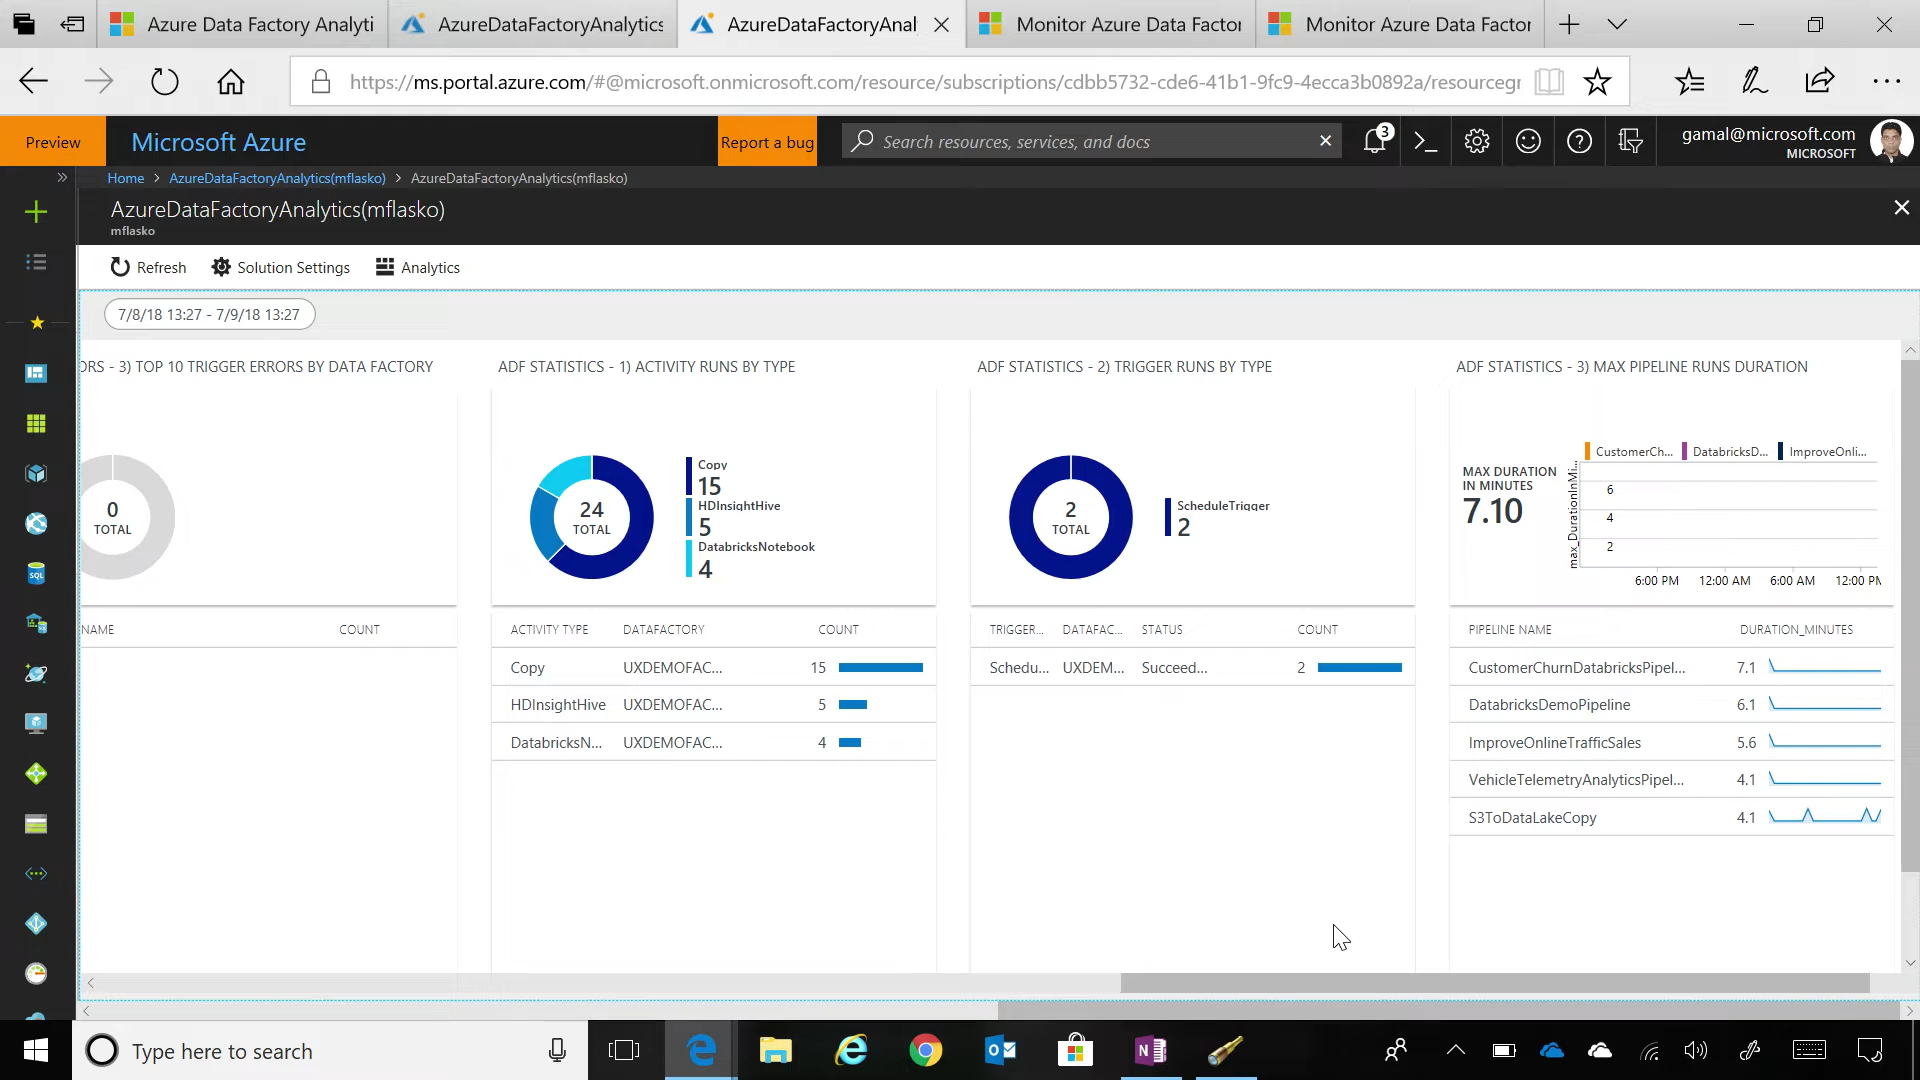 Azure Data Factory Analyti
AzureDataFactoryAnalytics
AzureDataFactoryAnal
Monitor Azure Data Factor
Monitor Azure Data Factor
https://ms.portal.azure.com/#@microsoft.onmicrosoft.com/resource/subscriptions/cdbb5732-cde6-41b1-9fc9-4ecca3b0892a/resourcegr
Preview
Microsoft Azure
Report a bug
Search resources, services, and docs
3
gamal@microsoft.com
MICROSOFT
Home > AzureDataFactoryAnalytics(mflasko) > AzureDataFactoryAnalytics(mflasko)
AzureDataFactoryAnalytics(mflasko)
mflasko
Refresh
Solution Settings
Analytics
7/8/18 13:27 - 7/9/18 13:27
ORS - 3) TOP 10 TRIGGER ERRORS BY DATA FACTORY
0
TOTAL
NAME COUNT
ADF STATISTICS - 1) ACTIVITY RUNS BY TYPE
24
TOTAL
Copy
15
HDInsightHive
5
DatabricksNotebook
4
ACTIVITY TYPE DATAFACTORY COUNT
Copy UXDEMOFAC... 15
HDInsightHive UXDEMOFAC... 5
DatabricksN... UXDEMOFAC... 4
ADF STATISTICS - 2) TRIGGER RUNS BY TYPE
2
TOTAL
ScheduleTrigger
2
TRIGGER... DATAFAC... STATUS COUNT
Schedu... UXDEM... Succeed... 2
ADF STATISTICS - 3) MAX PIPELINE RUNS DURATION
MAX DURATION
IN MINUTES
7.10
CustomerCh... DatabricksD... ImproveOnli...
max_DurationInMi...
6
4
2
6:00 PM 12:00 AM 6:00 AM 12:00 PM
PIPELINE NAME DURATION_MINUTES
CustomerChurnDatabricksPipel... 7.1
DatabricksDemoPipeline 6.1
ImproveOnlineTrafficSales 5.6
VehicleTelemetryAnalyticsPipel... 4.1
S3ToDataLakeCopy 4.1
SQL
Type here to search